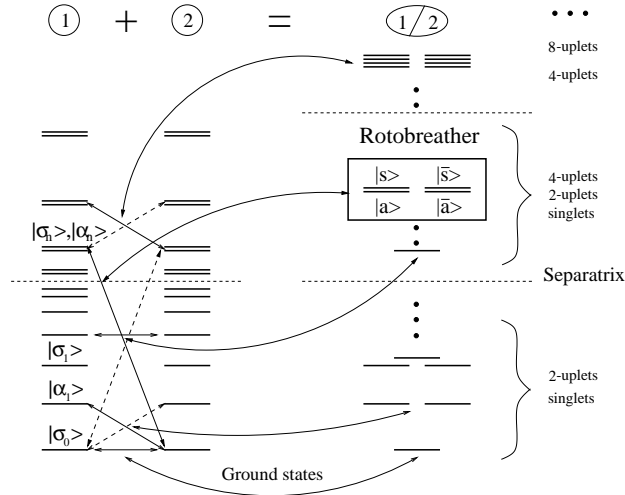 1 + 2 = 1/2 •••
8-uplets
4-uplets
Rotobreather
|s> |s̄>
|a> |ā>
4-uplets
2-uplets
singlets
|σn>,|αn>
Separatrix
|σ1>
|α1>
|σ0>
2-uplets
singlets
Ground states